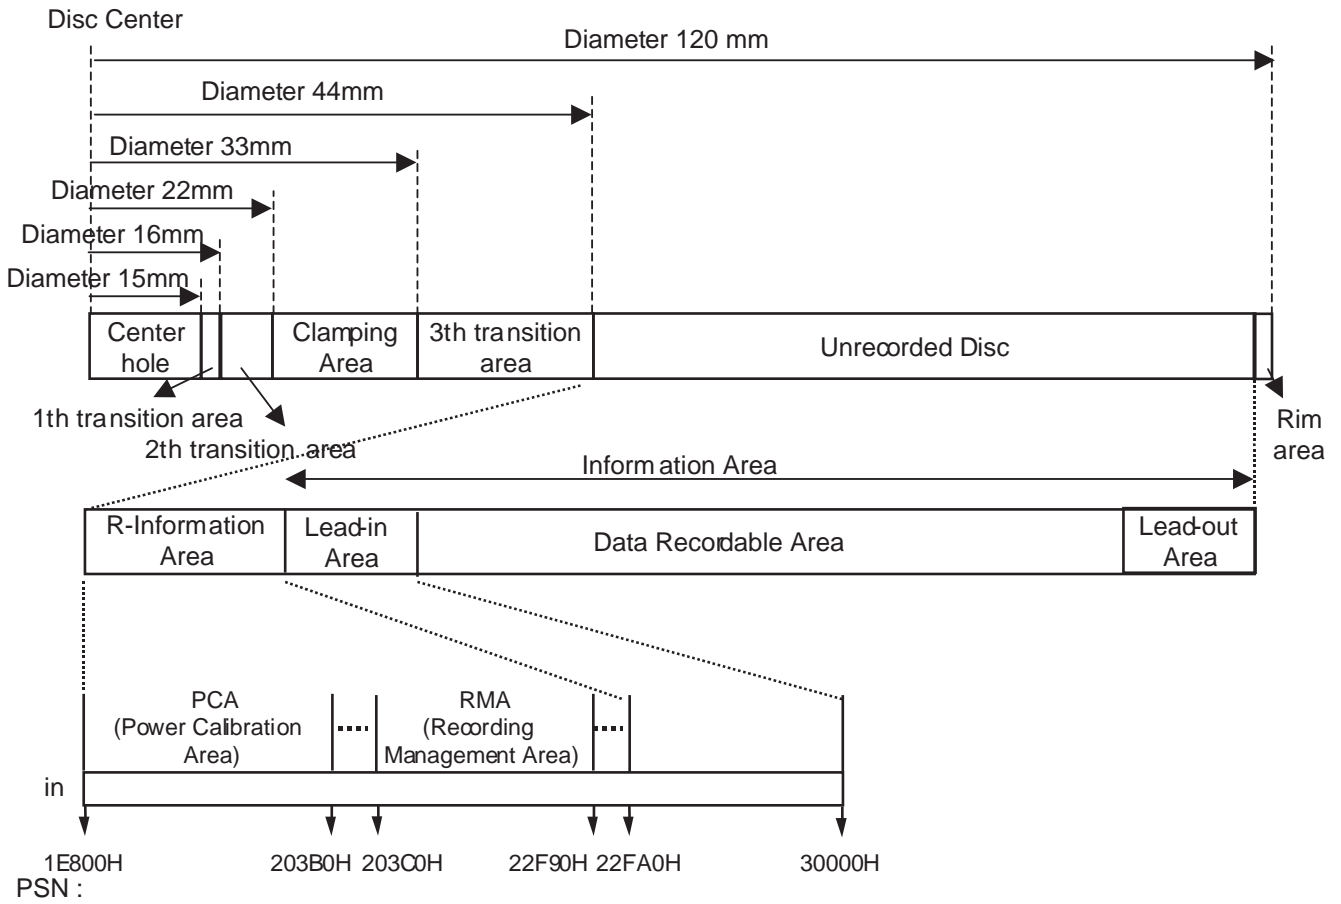 Disc Center
Diameter 120 mm
Diameter 44mm
Diameter 33mm
Diameter 22mm
Diameter 16mm
Diameter 15mm
Center
hole
Clamping
Area
3th transition
area
Unrecorded Disc
1th transition area
2th transition area
Rim
area
Information Area
R-Information
Area
Lead-in
Area
Data Recordable Area
Lead-out
Area
PCA
(Power Calibration
Area)
RMA
(Recording
Management Area)
in
1E800H 203B0H 203C0H 22F90H 22FA0H 30000H
PSN :